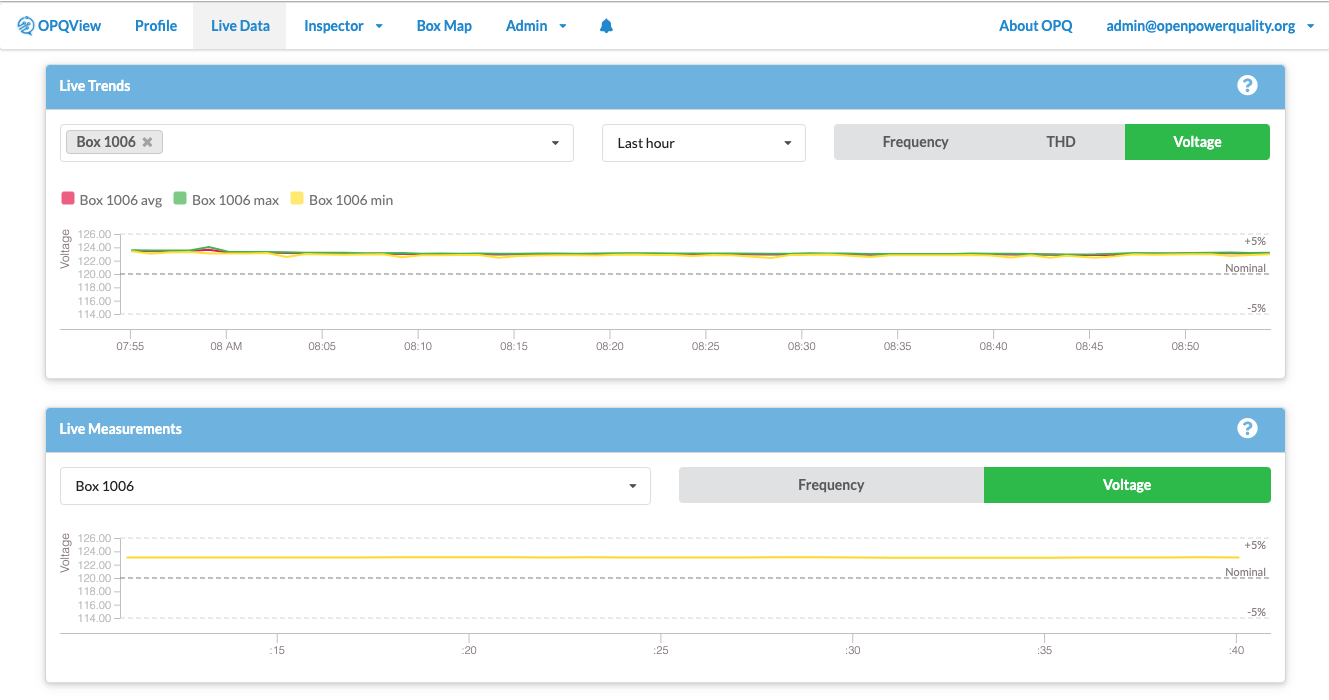 OPQView Profile Live Data Inspector Box Map Admin About OPQ admin@openpowerquality.org
Live Trends ?
Box 1006 Last hour Frequency THD Voltage
Box 1006 avg Box 1006 max Box 1006 min
Voltage
126.00
124.00
122.00
120.00
118.00
116.00
114.00
+5%
Nominal
-5%
07:55 08 AM 08:05 08:10 08:15 08:20 08:25 08:30 08:35 08:40 08:45 08:50
Live Measurements ?
Box 1006 Frequency Voltage
Voltage
126.00
124.00
122.00
120.00
118.00
116.00
114.00
+5%
Nominal
-5%
:15 :20 :25 :30 :35 :40